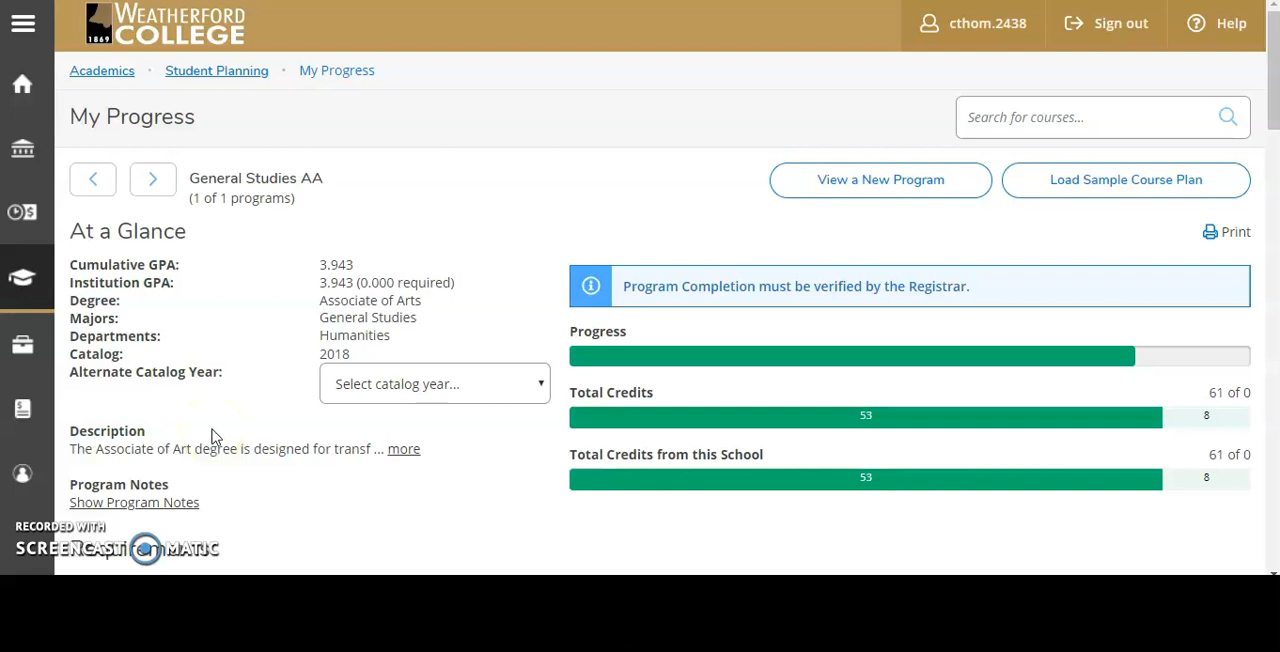 WEATHERFORD
COLLEGE
1869
cthom.2438
Sign out
Help
Academics · Student Planning · My Progress
My Progress
Search for courses...
General Studies AA
(1 of 1 programs)
View a New Program
Load Sample Course Plan
At a Glance
Print
Cumulative GPA: 3.943
Institution GPA: 3.943 (0.000 required)
Degree: Associate of Arts
Majors: General Studies
Departments: Humanities
Catalog: 2018
Alternate Catalog Year:
Select catalog year...
Description
The Associate of Art degree is designed for transf ... more
Program Notes
Show Program Notes
Program Completion must be verified by the Registrar.
Progress
Total Credits 61 of 0
53 8
Total Credits from this School 61 of 0
53 8
RECORDED WITH
SCREENCAST MATIC